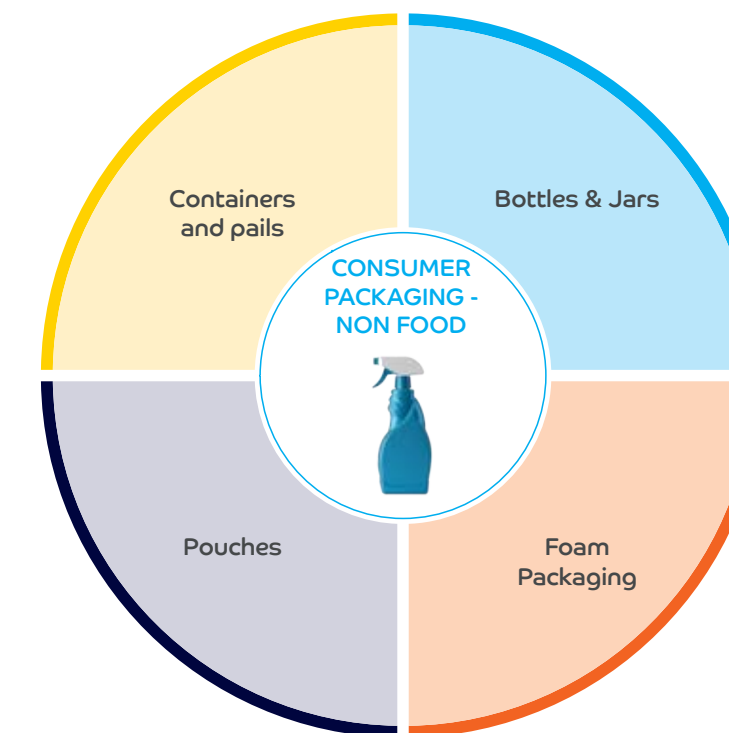 Containers
and pails
Bottles & Jars
CONSUMER
PACKAGING -
NON FOOD
Pouches
Foam
Packaging